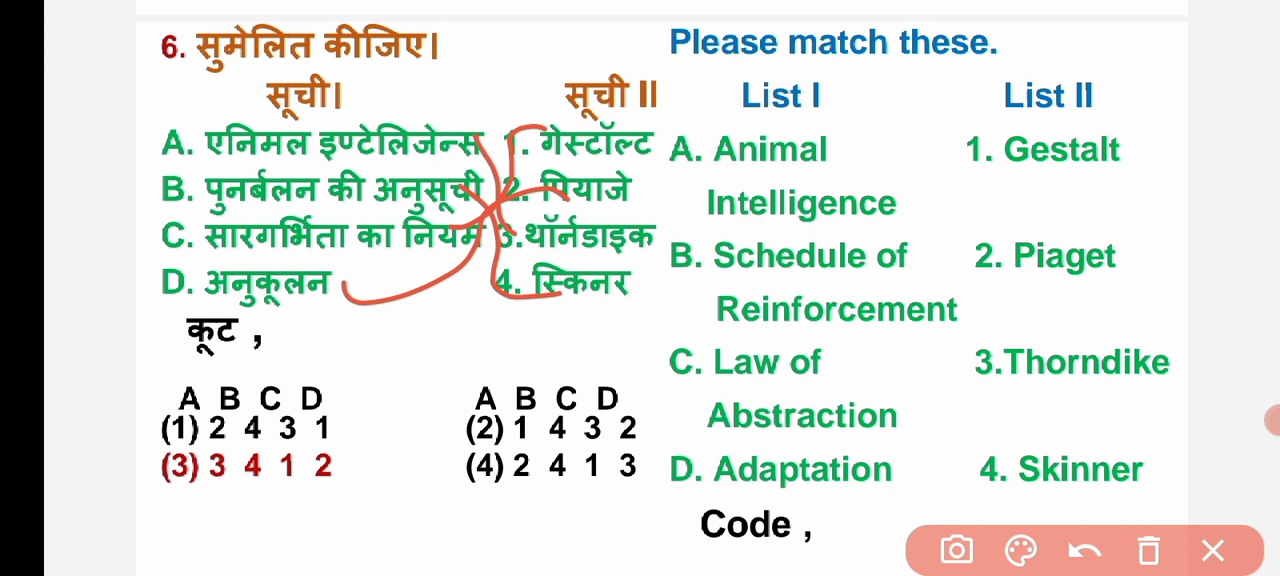 6. सुमेलित कीजिए।
सूची।    सूची II
A. एनिमल इण्टेलिजेन्स    1. गेस्टॉल्ट
B. पुनर्बलन की अनुसूची    2. पियाजे
C. सारगर्भिता का नियम    3.थॉर्नडाइक
D. अनुकूलन    4. स्किनर
कूट ,
A B C D    A B C D
(1) 2 4 3 1    (2) 1 4 3 2
(3) 3 4 1 2    (4) 2 4 1 3
Please match these.
List I    List II
A. Animal    1. Gestalt
Intelligence
B. Schedule of    2. Piaget
Reinforcement
C. Law of    3.Thorndike
Abstraction
D. Adaptation    4. Skinner
Code ,